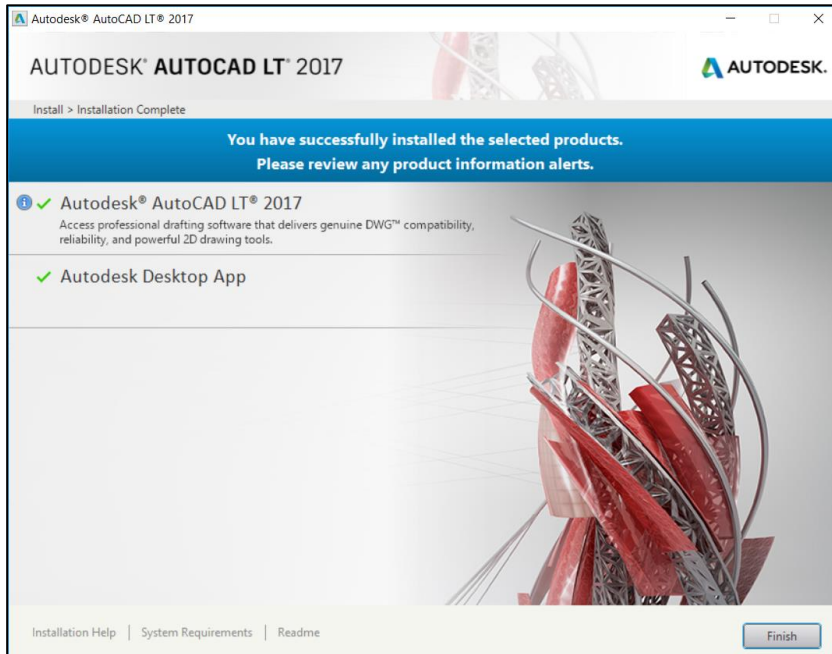 Autodesk® AutoCAD LT® 2017
AUTODESK® AUTOCAD LT® 2017
AUTODESK.
Install > Installation Complete
You have successfully installed the selected products.
Please review any product information alerts.
Autodesk® AutoCAD LT® 2017
Access professional drafting software that delivers genuine DWG™ compatibility,
reliability, and powerful 2D drawing tools.
Autodesk Desktop App
Installation Help | System Requirements | Readme
Finish